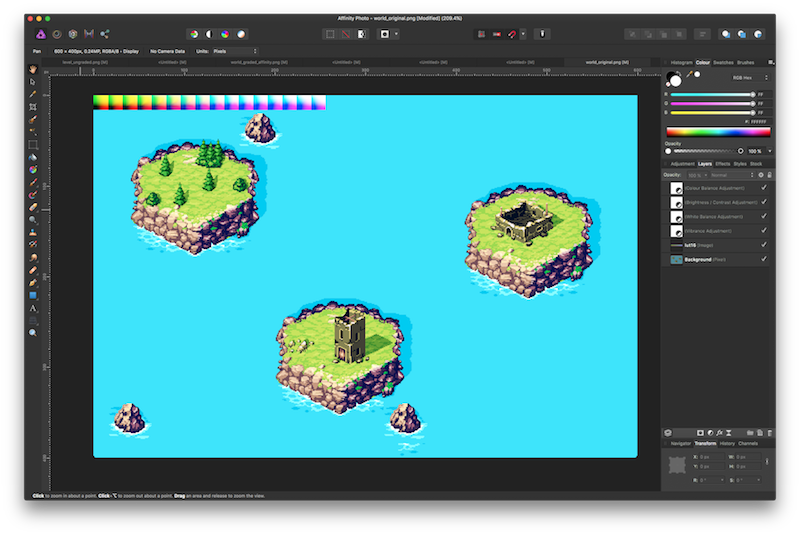 Affinity Photo - world_original.png [Modified] (209.4%)
Pan 600 × 400px, 0.24MP, RGBA/8 - Display No Camera Data Units: Pixels
level_ungraded.png [M] <Untitled> [M] world_graded_affinity.png [M] <Untitled> [M] <Untitled> [M] <Untitled> [M] world_original.png [M]
Histogram Colour Swatches Brushes
RGB Hex
R FF
G FF
B FF
#: FFFFFF
Opacity
100 %
Adjustment Layers Effects Styles Stock
Opacity: 100 % Normal
(Colour Balance Adjustment)
(Brightness / Contrast Adjustment)
(White Balance Adjustment)
(Vibrance Adjustment)
lut16 (Image)
Background (Pixel)
Navigator Transform History Channels
X: 0 px W: 0 px
Y: 0 px H: 0 px
R: 0 ° S: 0 °
Click to zoom in about a point. Click+⌥ to zoom out about a point. Drag an area and release to zoom the view.